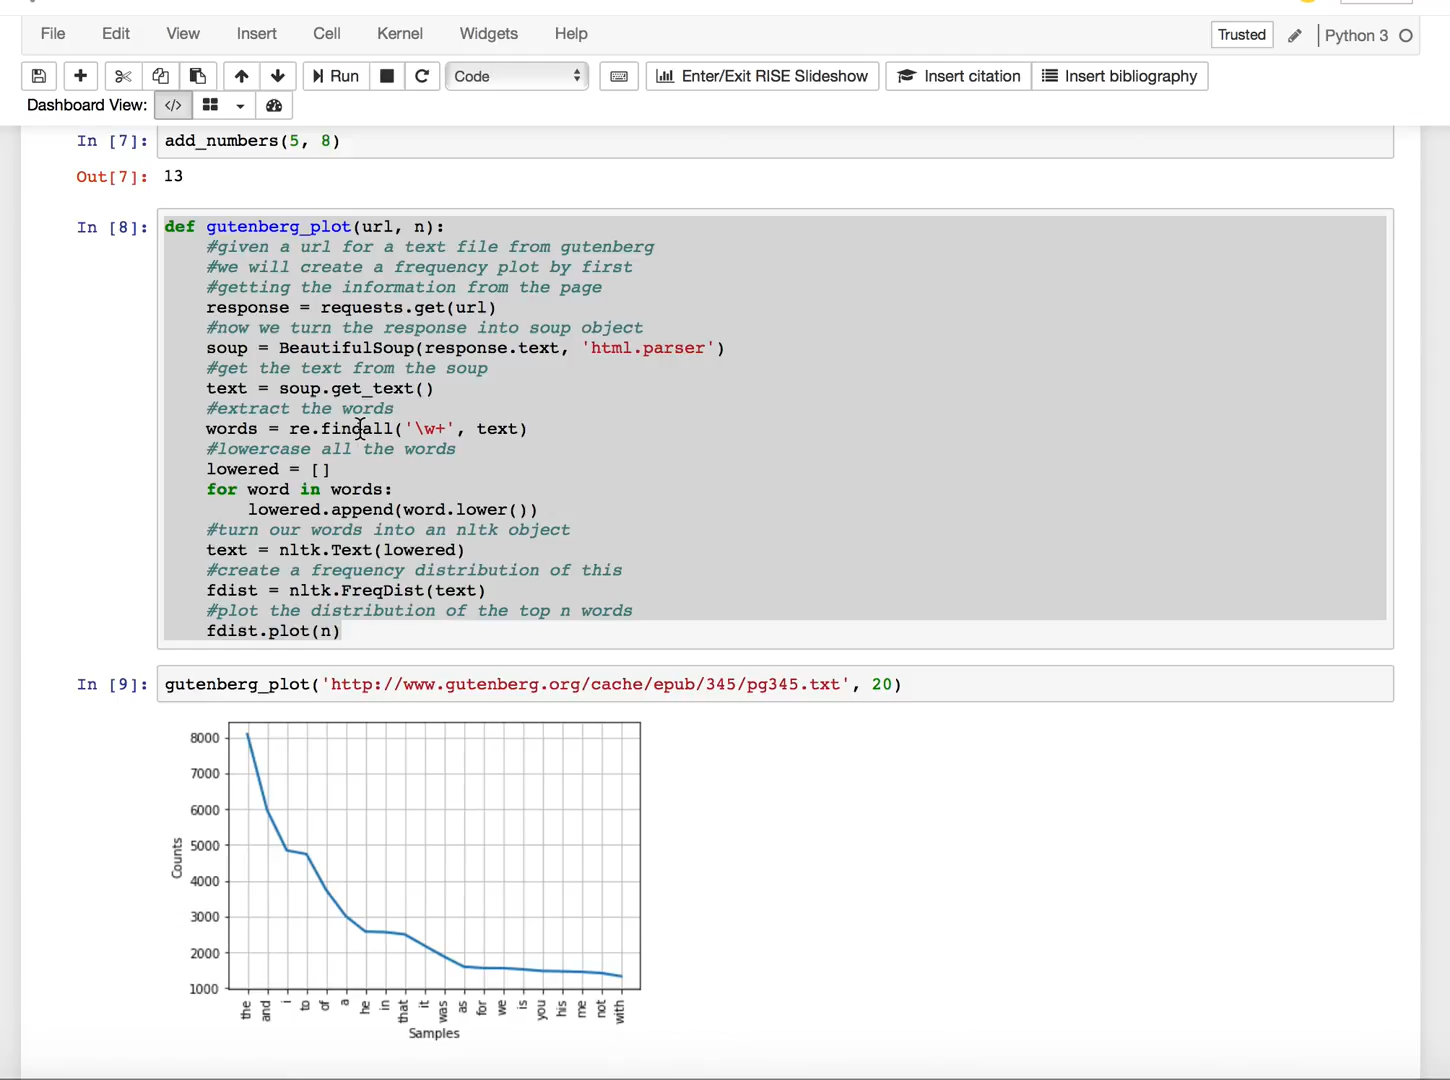 File Edit View Insert Cell Kernel Widgets Help Trusted Python 3
Run Code Enter/Exit RISE Slideshow Insert citation Insert bibliography
Dashboard View:
In [7]: add_numbers(5, 8)
Out[7]: 13
In [8]: def gutenberg_plot(url, n):
#given a url for a text file from gutenberg
#we will create a frequency plot by first
#getting the information from the page
response = requests.get(url)
#now we turn the response into soup object
soup = BeautifulSoup(response.text, 'html.parser')
#get the text from the soup
text = soup.get_text()
#extract the words
words = re.findall('\w+', text)
#lowercase all the words
lowered = []
for word in words:
lowered.append(word.lower())
#turn our words into an nltk object
text = nltk.Text(lowered)
#create a frequency distribution of this
fdist = nltk.FreqDist(text)
#plot the distribution of the top n words
fdist.plot(n)
In [9]: gutenberg_plot('http://www.gutenberg.org/cache/epub/345/pg345.txt', 20)
8000
7000
6000
5000
4000
3000
2000
1000
Counts
the and i to of a he in that it was as for we is you his me not with
Samples